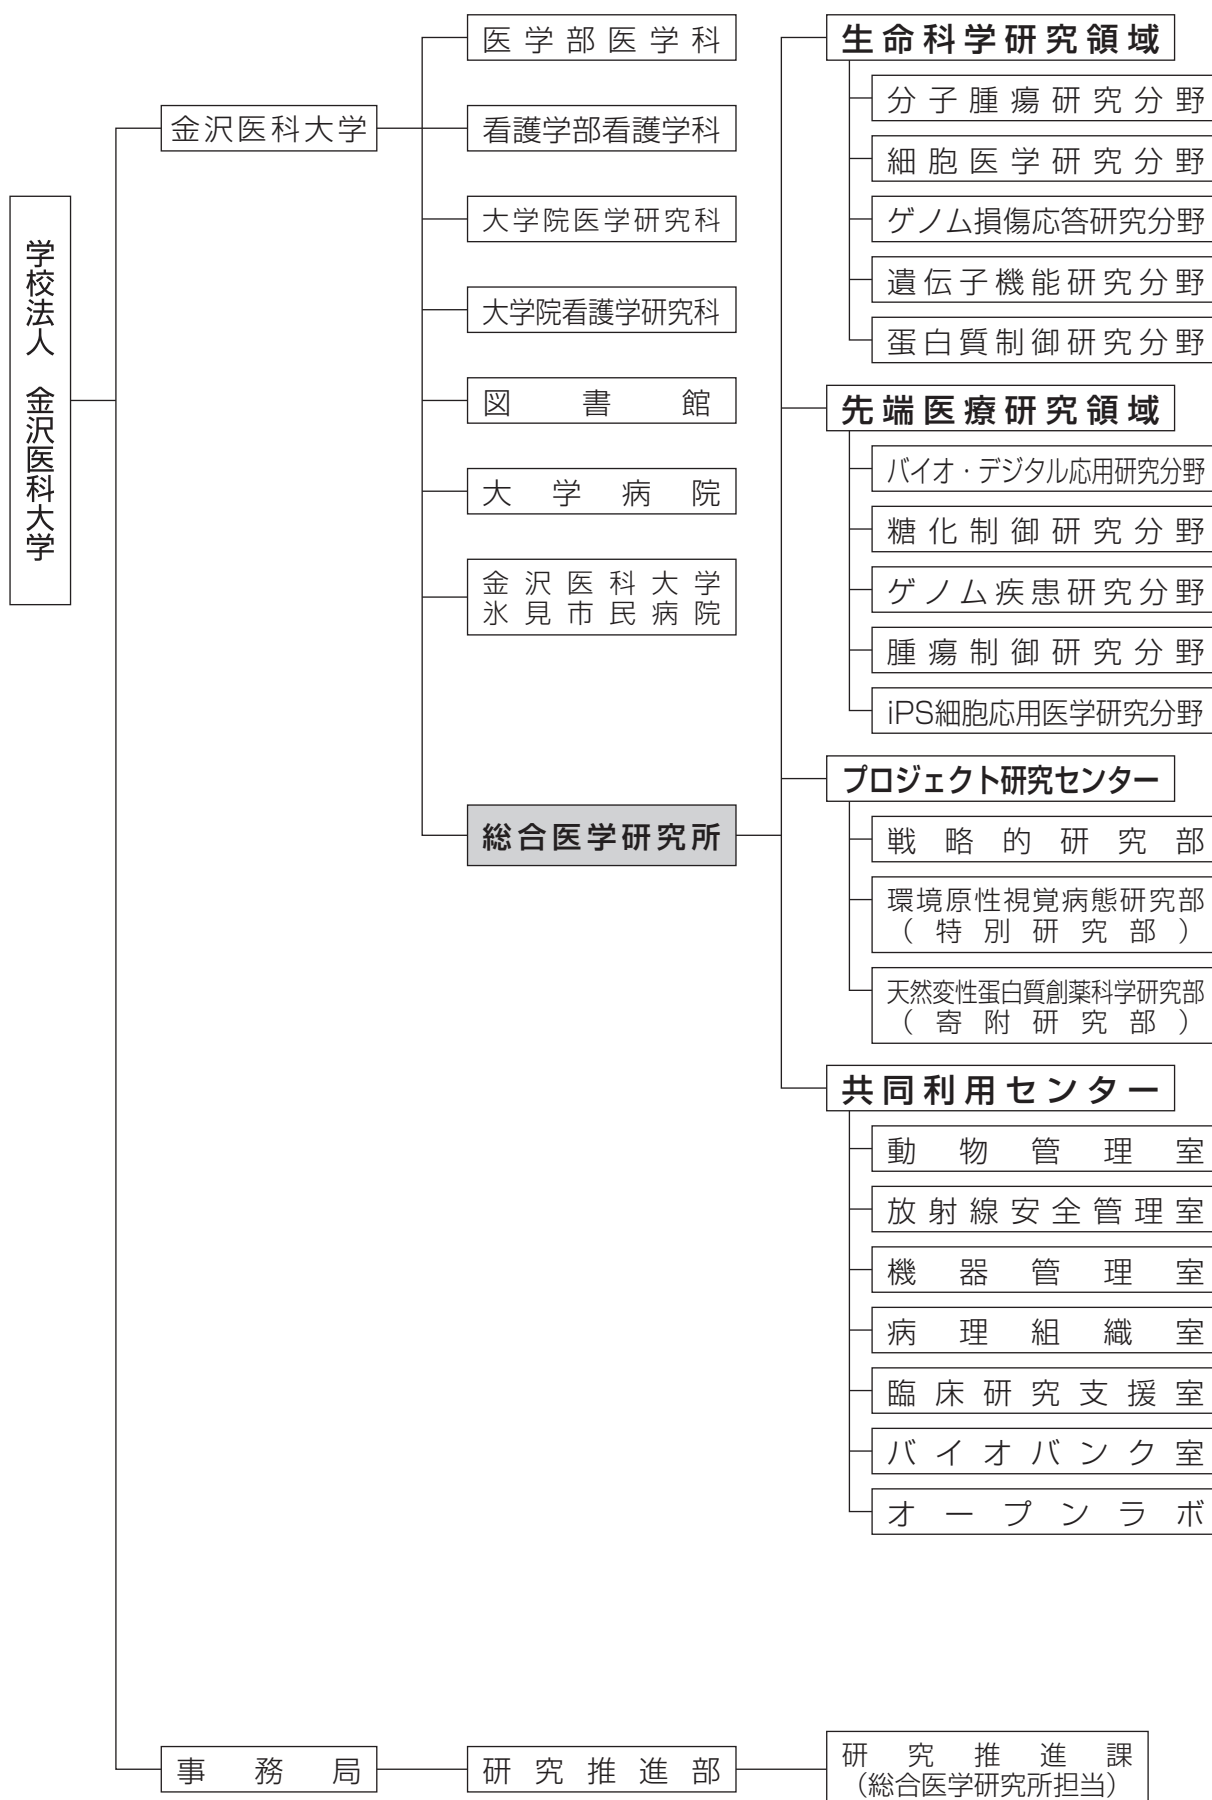 学校法人　金沢医科大学
金沢医科大学
医学部医学科
看護学部看護学科
大学院医学研究科
大学院看護学研究科
図書館
大学病院
金沢医科大学
氷見市民病院
総合医学研究所
生命科学研究領域
分子腫瘍研究分野
細胞医学研究分野
ゲノム損傷応答研究分野
遺伝子機能研究分野
蛋白質制御研究分野
先端医療研究領域
バイオ・デジタル応用研究分野
糖化制御研究分野
ゲノム疾患研究分野
腫瘍制御研究分野
iPS細胞応用医学研究分野
プロジェクト研究センター
戦略的研究部
環境原性視覚病態研究部
（特別研究部）
天然変性蛋白質創薬科学研究部
（寄附研究部）
共同利用センター
動物管理室
放射線安全管理室
機器管理室
病理組織室
臨床研究支援室
バイオバンク室
オープンラボ
事務局
研究推進部
研究推進課
（総合医学研究所担当）